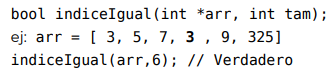 bool indiceIgual(int *arr, int tam);
ej: arr = [ 3, 5, 7, 3 , 9, 325]
indiceIgual(arr,6); // Verdadero